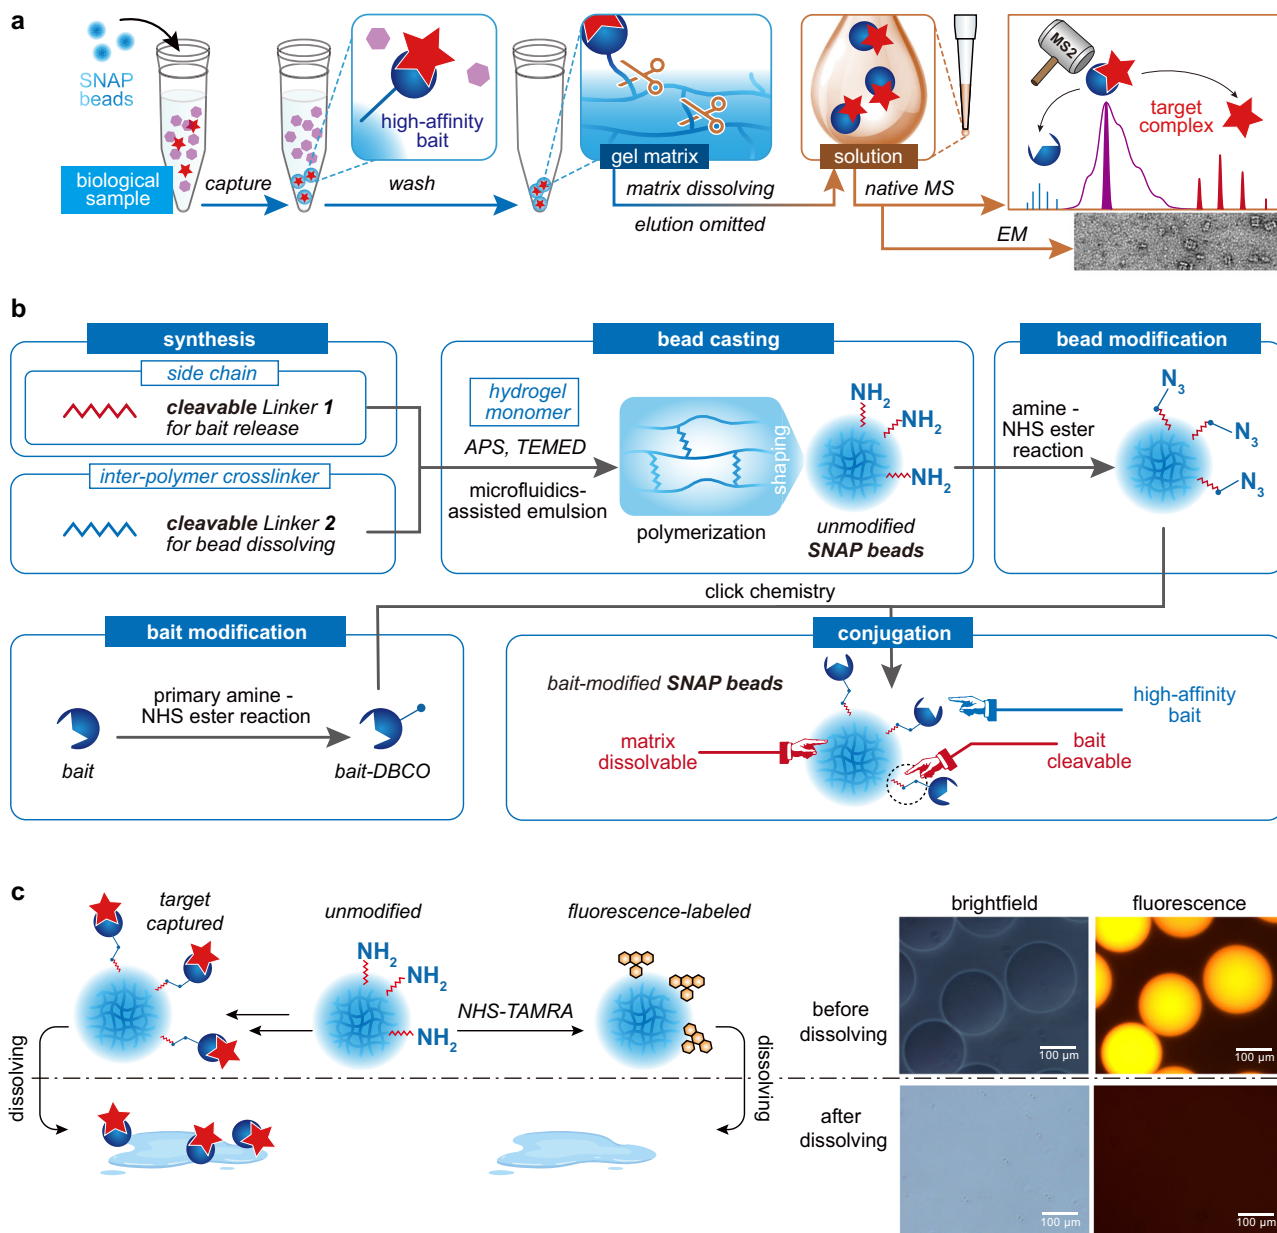 a
SNAP
beads
biological
sample
capture
wash
high-affinity
bait
gel matrix
matrix dissolving
elution omitted
solution
native MS
EM
MS2
target
complex
b
synthesis
side chain
cleavable Linker 1
for bait release
inter-polymer crosslinker
cleavable Linker 2
for bead dissolving
bead casting
hydrogel
monomer
APS, TEMED
microfluidics-
assisted emulsion
polymerization
shaping
NH2
NH2
NH2
unmodified
SNAP beads
bead modification
amine -
NHS ester
reaction
N3
N3
N3
click chemistry
bait modification
primary amine -
NHS ester reaction
bait
bait-DBCO
conjugation
bait-modified SNAP beads
matrix
dissolvable
high-affinity
bait
bait
cleavable
c
target
captured
unmodified
fluorescence-labeled
NH2
NH2
NH2
NHS-TAMRA
dissolving
dissolving
brightfield
fluorescence
before
dissolving
100 µm
100 µm
after
dissolving
100 µm
100 µm